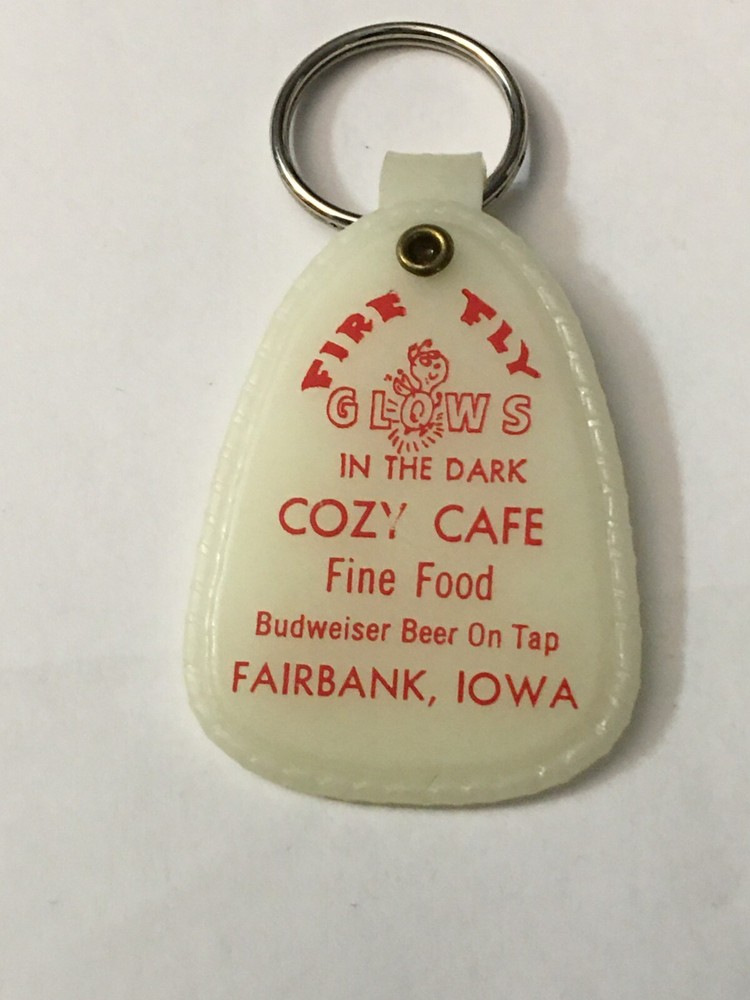 FIRE FLY
GLOWS
IN THE DARK
COZY CAFE
Fine Food
Budweiser Beer On Tap
FAIRBANK, IOWA